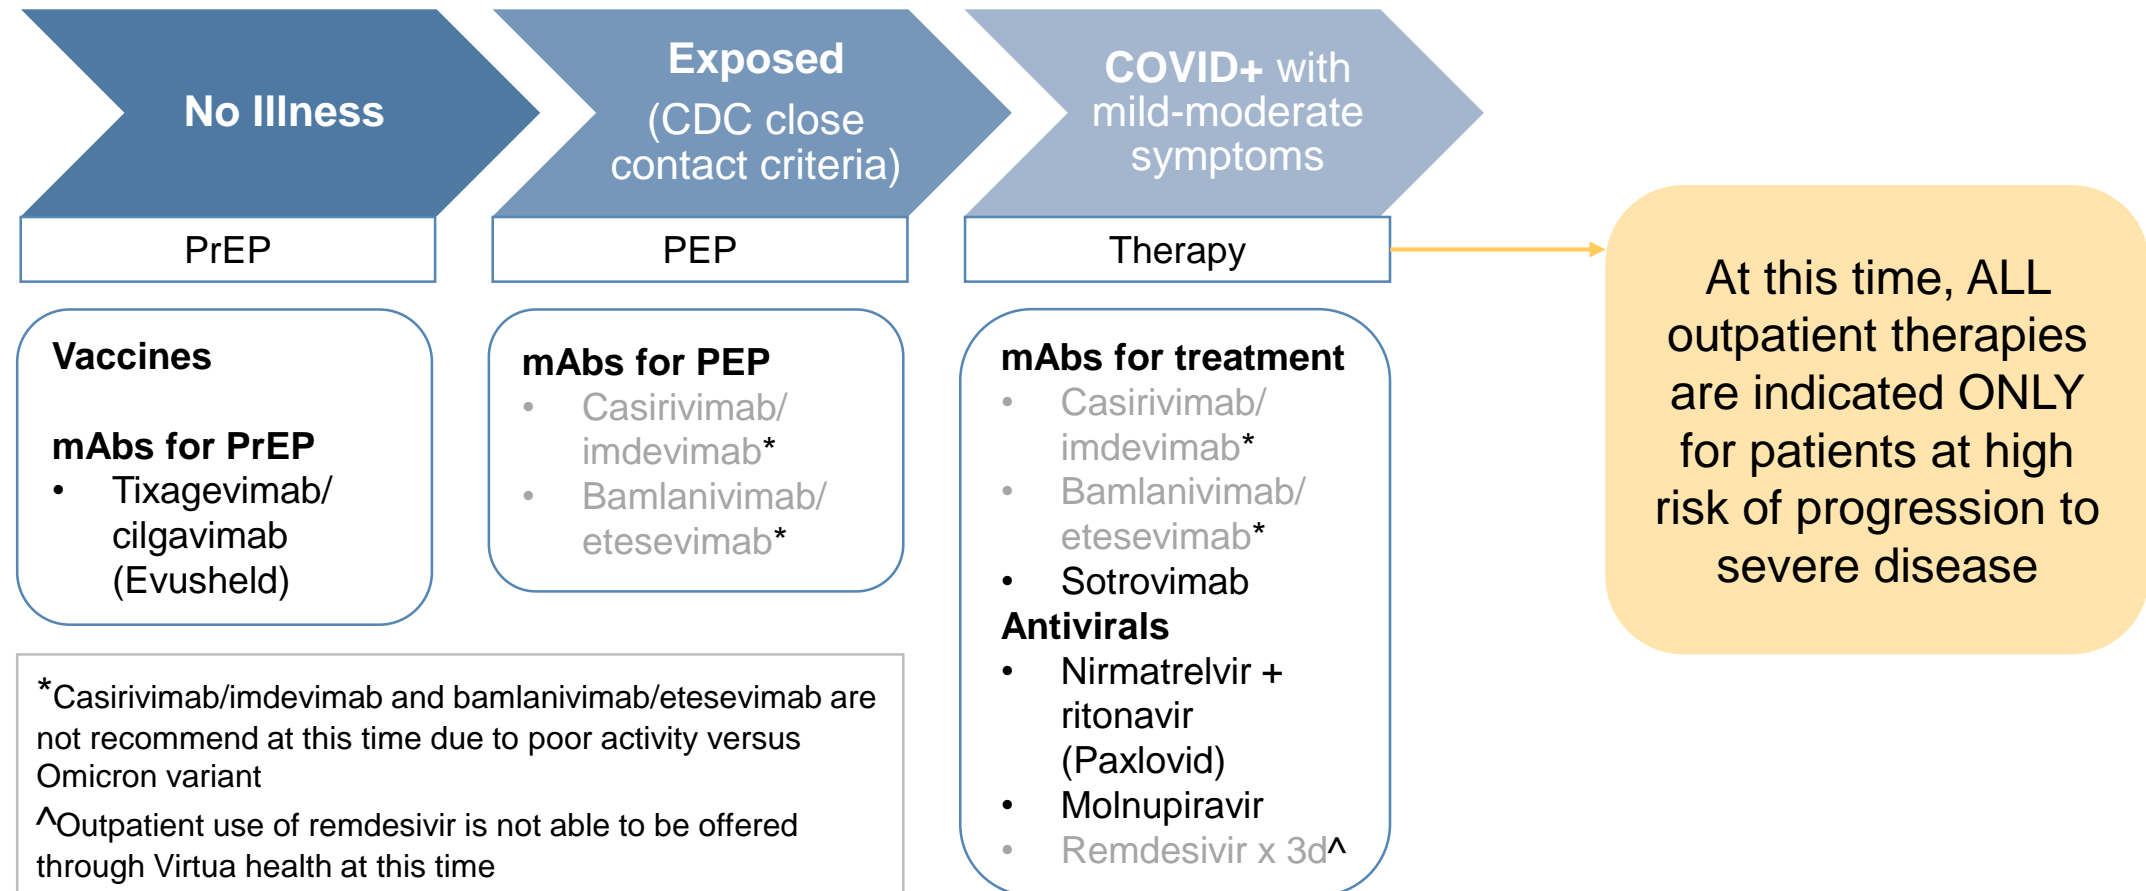 No Illness
Exposed
(CDC close
contact criteria)
COVID+ with
mild-moderate
symptoms
PrEP
PEP
Therapy
Vaccines
mAbs for PrEP
• Tixagevimab/
cilgavimab
(Evusheld)
mAbs for PEP
• Casirivimab/
imdevimab*
• Bamlanivimab/
etesevimab*
mAbs for treatment
• Casirivimab/
imdevimab*
• Bamlanivimab/
etesevimab*
• Sotrovimab
Antivirals
• Nirmatrelvir +
ritonavir
(Paxlovid)
• Molnupiravir
• Remdesivir x 3d^
At this time, ALL
outpatient therapies
are indicated ONLY
for patients at high
risk of progression to
severe disease
*Casirivimab/imdevimab and bamlanivimab/etesevimab are
not recommend at this time due to poor activity versus
Omicron variant
^Outpatient use of remdesivir is not able to be offered
through Virtua health at this time